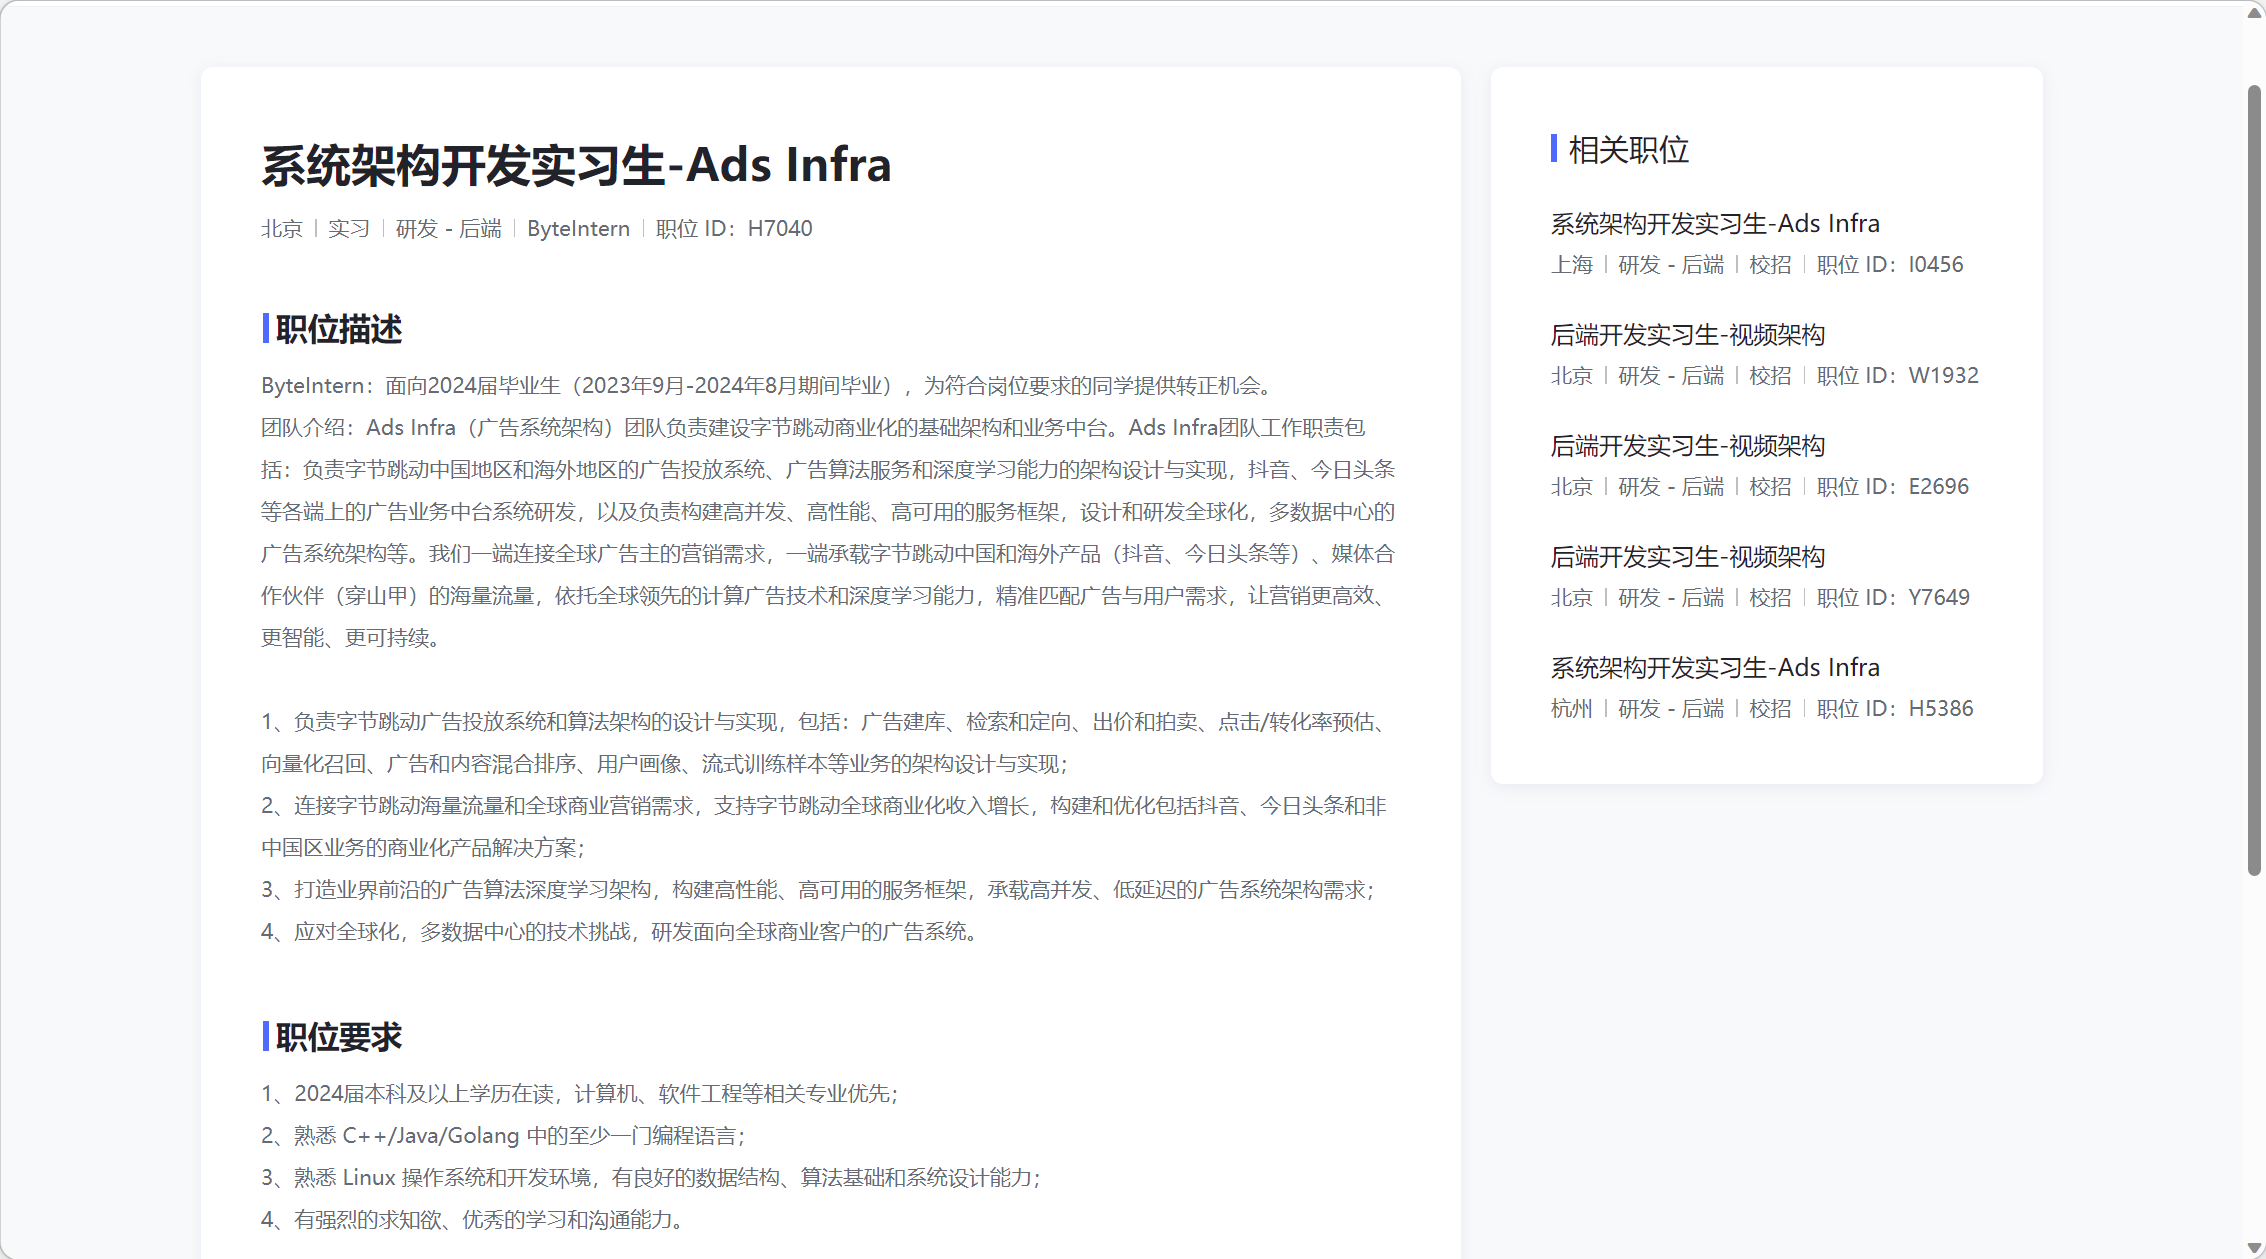 系统架构开发实习生-Ads Infra
北京 | 实习 | 研发 - 后端 | ByteIntern | 职位 ID：H7040
职位描述
ByteIntern：面向2024届毕业生（2023年9月-2024年8月期间毕业），为符合岗位要求的同学提供转正机会。
团队介绍：Ads Infra（广告系统架构）团队负责建设字节跳动商业化的基础架构和业务中台。Ads Infra团队工作职责包
括：负责字节跳动中国地区和海外地区的广告投放系统、广告算法服务和深度学习能力的架构设计与实现，抖音、今日头条
等各端上的广告业务中台系统研发，以及负责构建高并发、高性能、高可用的服务框架，设计和研发全球化，多数据中心的
广告系统架构等。我们一端连接全球广告主的营销需求，一端承载字节跳动中国和海外产品（抖音、今日头条等）、媒体合
作伙伴（穿山甲）的海量流量，依托全球领先的计算广告技术和深度学习能力，精准匹配广告与用户需求，让营销更高效、
更智能、更可持续。
1、负责字节跳动广告投放系统和算法架构的设计与实现，包括：广告建库、检索和定向、出价和拍卖、点击/转化率预估、
向量化召回、广告和内容混合排序、用户画像、流式训练样本等业务的架构设计与实现；
2、连接字节跳动海量流量和全球商业营销需求，支持字节跳动全球商业化收入增长，构建和优化包括抖音、今日头条和非
中国区业务的商业化产品解决方案；
3、打造业界前沿的广告算法深度学习架构，构建高性能、高可用的服务框架，承载高并发、低延迟的广告系统架构需求；
4、应对全球化，多数据中心的技术挑战，研发面向全球商业客户的广告系统。
职位要求
1、2024届本科及以上学历在读，计算机、软件工程等相关专业优先；
2、熟悉 C++/Java/Golang 中的至少一门编程语言；
3、熟悉 Linux 操作系统和开发环境，有良好的数据结构、算法基础和系统设计能力；
4、有强烈的求知欲、优秀的学习和沟通能力。
相关职位
系统架构开发实习生-Ads Infra
上海 | 研发 - 后端 | 校招 | 职位 ID：I0456
后端开发实习生-视频架构
北京 | 研发 - 后端 | 校招 | 职位 ID：W1932
后端开发实习生-视频架构
北京 | 研发 - 后端 | 校招 | 职位 ID：E2696
后端开发实习生-视频架构
北京 | 研发 - 后端 | 校招 | 职位 ID：Y7649
系统架构开发实习生-Ads Infra
杭州 | 研发 - 后端 | 校招 | 职位 ID：H5386